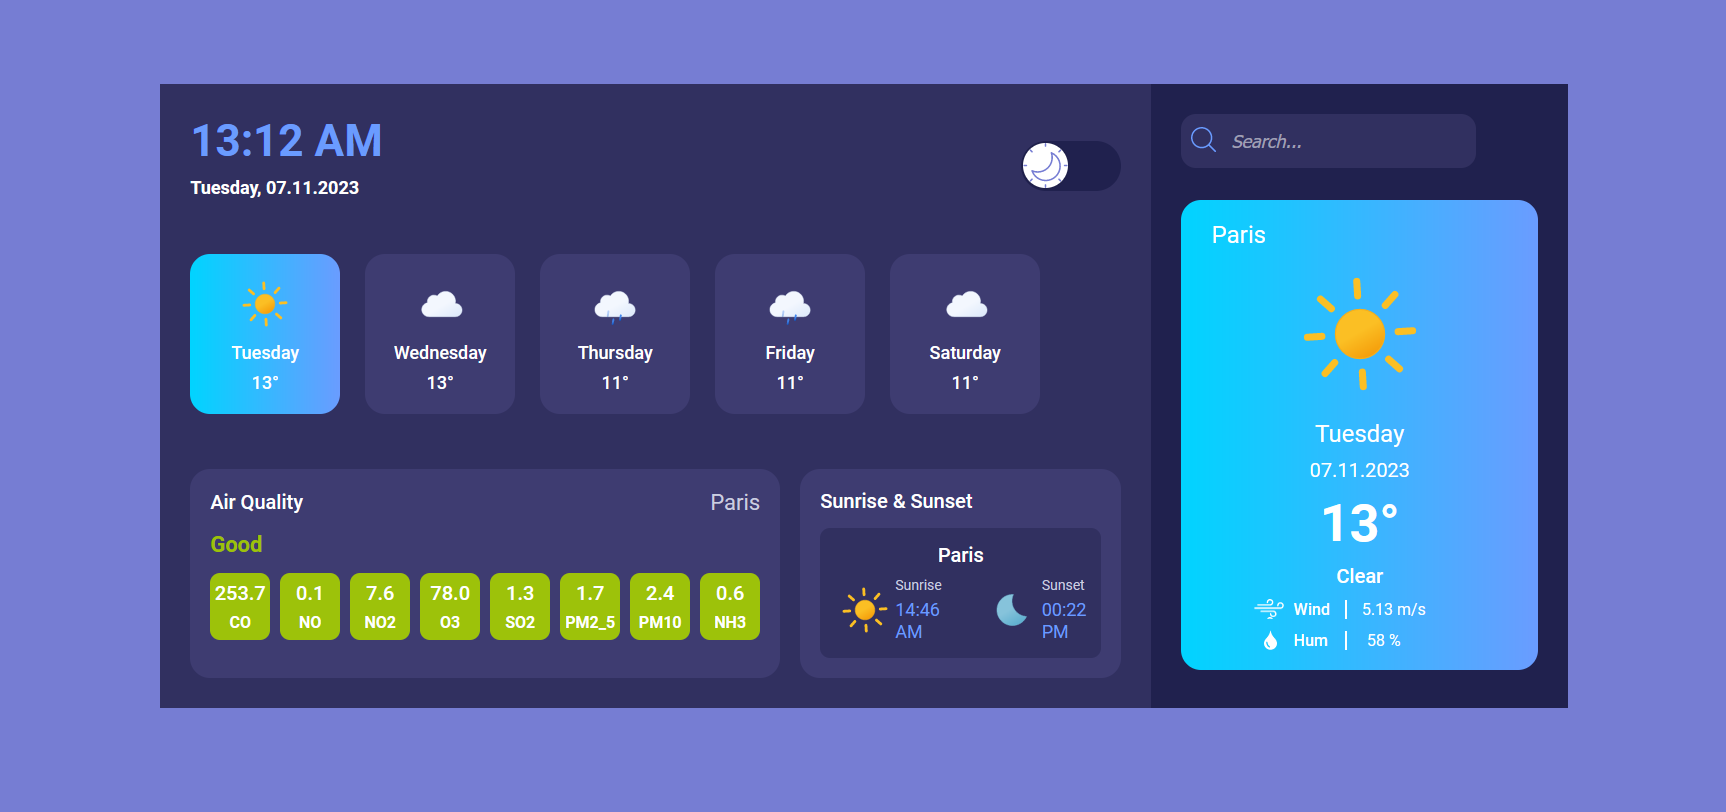 13:12 AM
Tuesday, 07.11.2023
Search...
Tuesday
13°
Wednesday
13°
Thursday
11°
Friday
11°
Saturday
11°
Air Quality
Paris
Good
253.7
CO
0.1
NO
7.6
NO2
78.0
O3
1.3
SO2
1.7
PM2_5
2.4
PM10
0.6
NH3
Sunrise & Sunset
Paris
Sunrise
14:46
AM
Sunset
00:22
PM
Paris
Tuesday
07.11.2023
13°
Clear
Wind | 5.13 m/s
Hum | 58 %